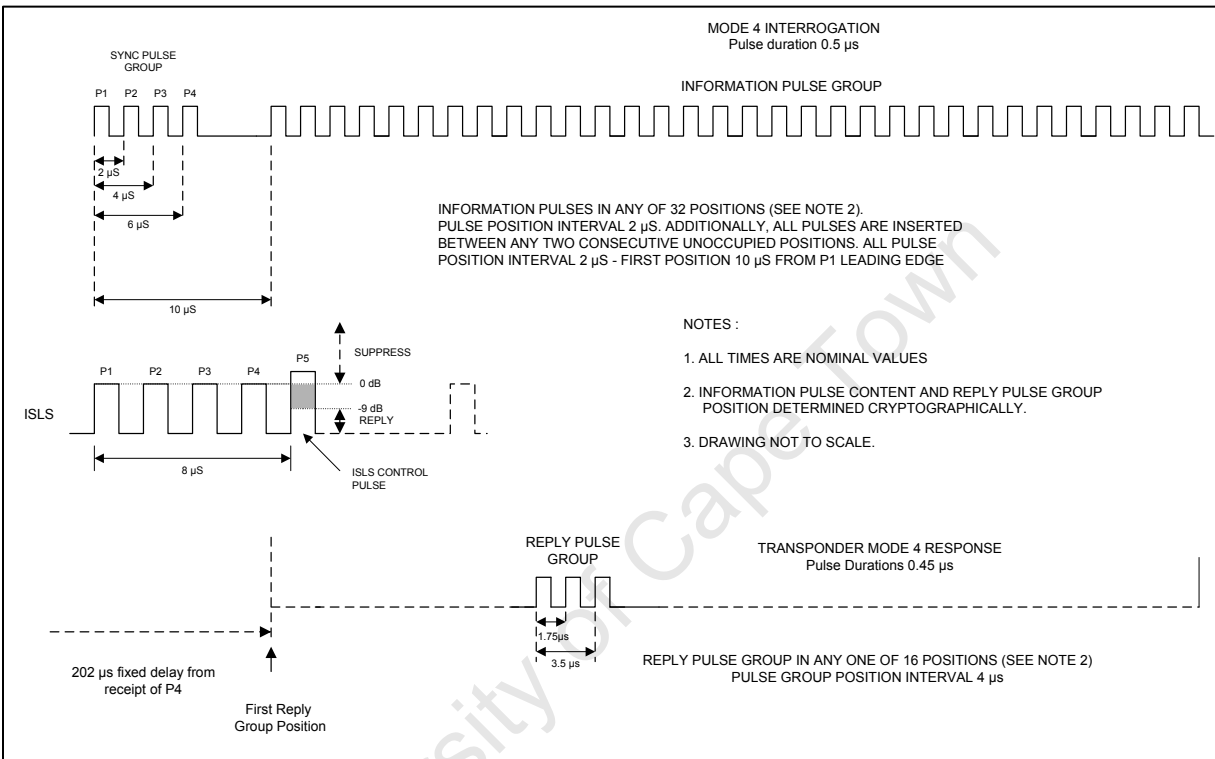 MODE 4 INTERROGATION
Pulse duration 0.5 µs
SYNC PULSE
GROUP
INFORMATION PULSE GROUP
P1 P2 P3 P4
2 µS
4 µS
6 µS
10 µS
INFORMATION PULSES IN ANY OF 32 POSITIONS (SEE NOTE 2).
PULSE POSITION INTERVAL 2 µS. ADDITIONALLY, ALL PULSES ARE INSERTED
BETWEEN ANY TWO CONSECUTIVE UNOCCUPIED POSITIONS. ALL PULSE
POSITION INTERVAL 2 µS - FIRST POSITION 10 µS FROM P1 LEADING EDGE
NOTES :
1. ALL TIMES ARE NOMINAL VALUES
2. INFORMATION PULSE CONTENT AND REPLY PULSE GROUP
POSITION DETERMINED CRYPTOGRAPHICALLY.
3. DRAWING NOT TO SCALE.
ISLS
P1 P2 P3 P4 P5
SUPPRESS
0 dB
-9 dB
REPLY
8 µS
ISLS CONTROL
PULSE
REPLY PULSE
GROUP
TRANSPONDER MODE 4 RESPONSE
Pulse Durations 0.45 µs
1.75µs
3.5 µs
REPLY PULSE GROUP IN ANY ONE OF 16 POSITIONS (SEE NOTE 2)
PULSE GROUP POSITION INTERVAL 4 µs
202 µs fixed delay from
receipt of P4
First Reply
Group Position
University of Cape Town